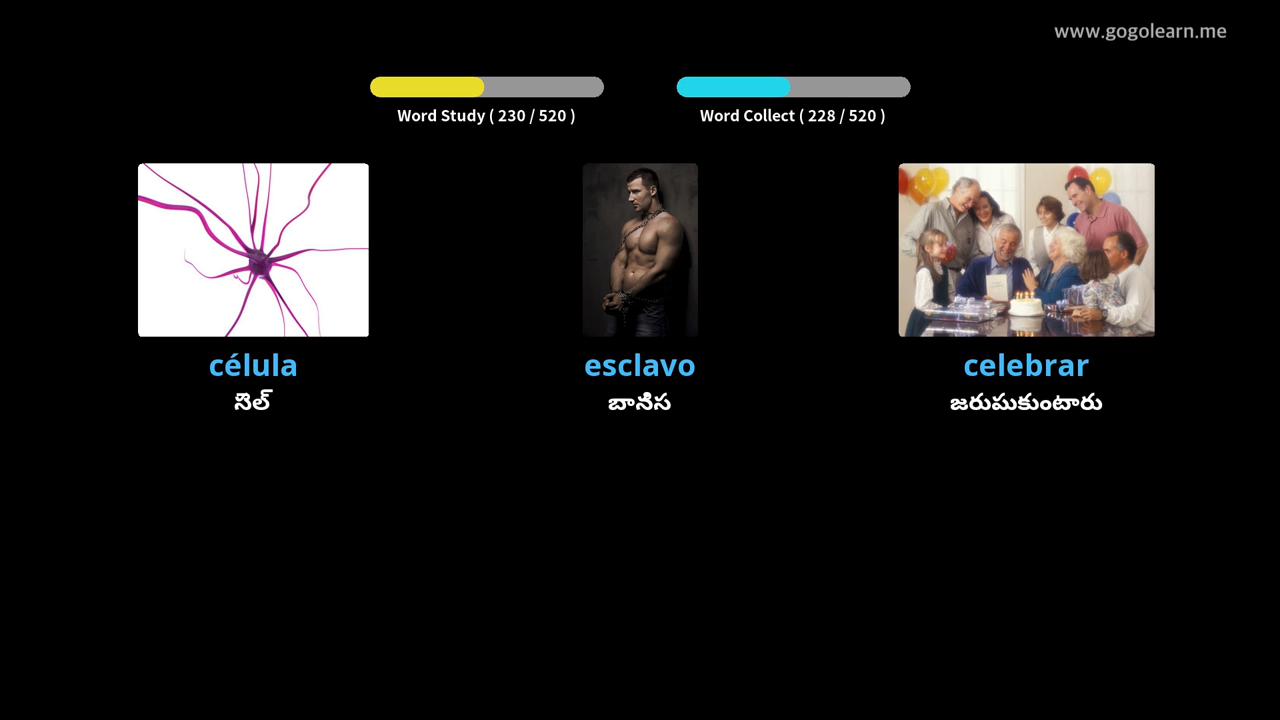 www.gogolearn.me
Word Study ( 230 / 520 )
Word Collect ( 228 / 520 )
célula
esclavo
celebrar
సెల్
బానిస
జరుపుకుంటారు